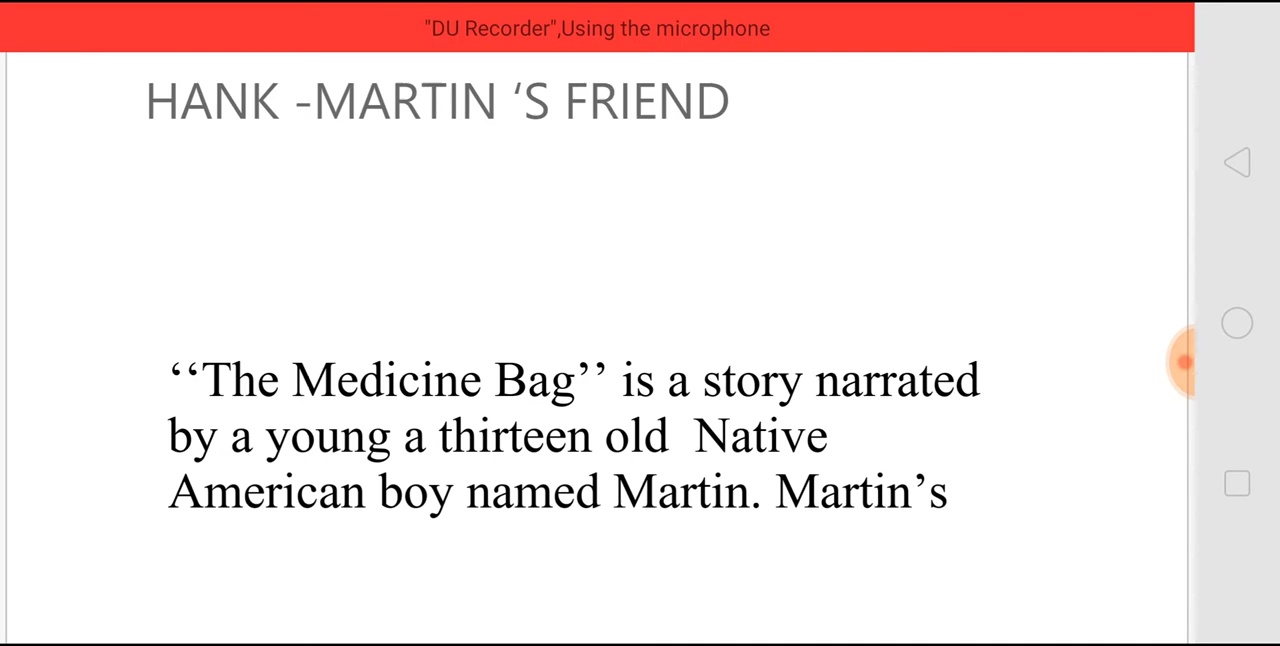 "DU Recorder",Using the microphone
HANK -MARTIN ‘S FRIEND
‘‘The Medicine Bag’’ is a story narrated
by a young a thirteen old  Native
American boy named Martin. Martin’s